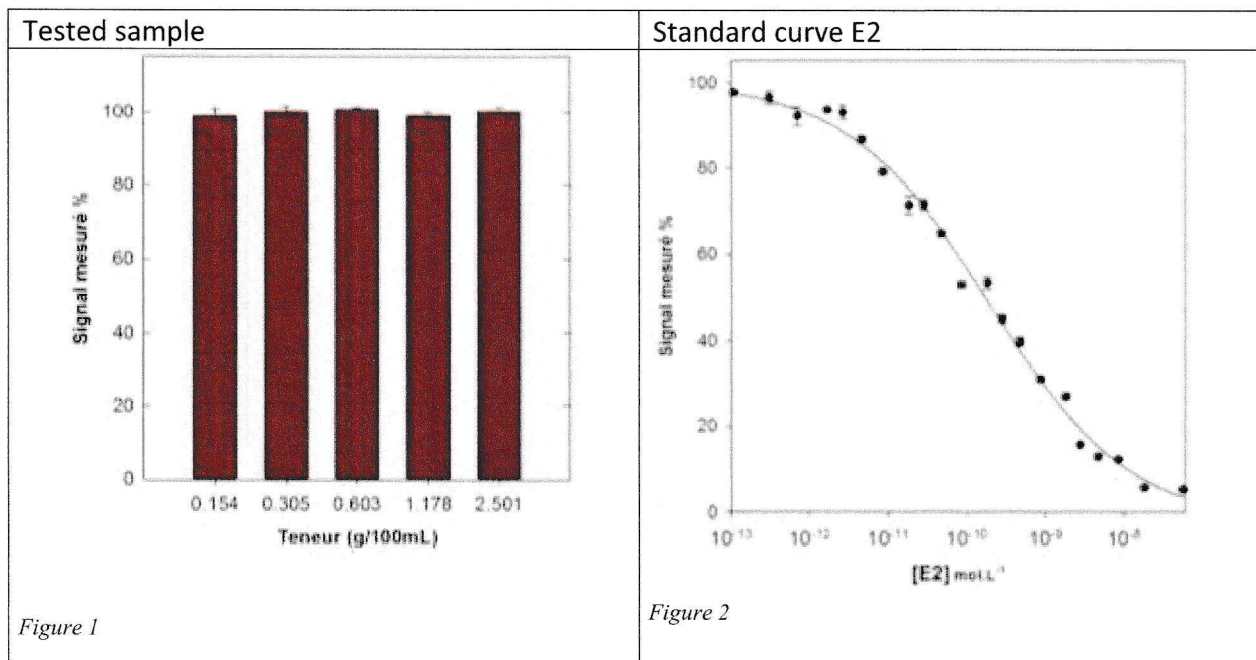 Tested sample
Signal mesuré %
100
80
60
40
20
0
0.154 0.305 0.603 1.178 2.501
Teneur (g/100mL)
Figure 1
Standard curve E2
Signal mesuré %
100
80
60
40
20
0
10⁻¹³ 10⁻¹² 10⁻¹¹ 10⁻¹⁰ 10⁻⁹ 10⁻⁸
[E2] mol.L⁻¹
Figure 2